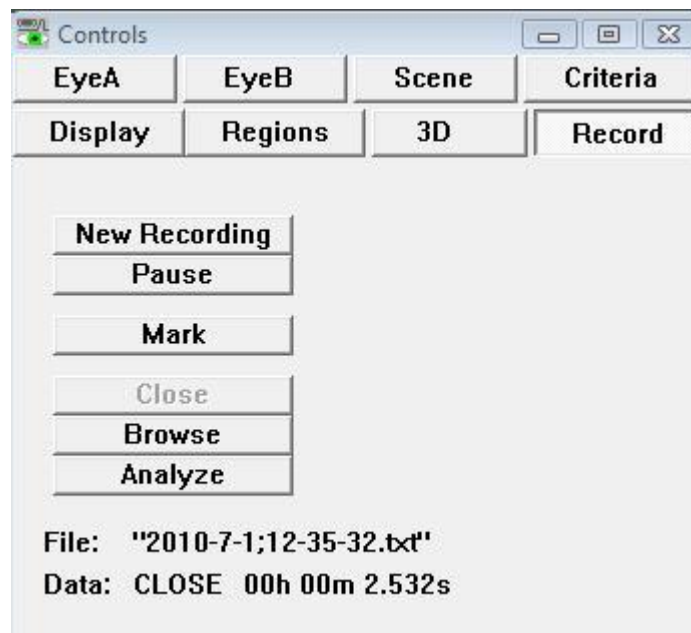 Controls
EyeA EyeB Scene Criteria
Display Regions 3D Record
New Recording
Pause
Mark
Close
Browse
Analyze
File: "2010-7-1;12-35-32.txt"
Data: CLOSE 00h 00m 2.532s